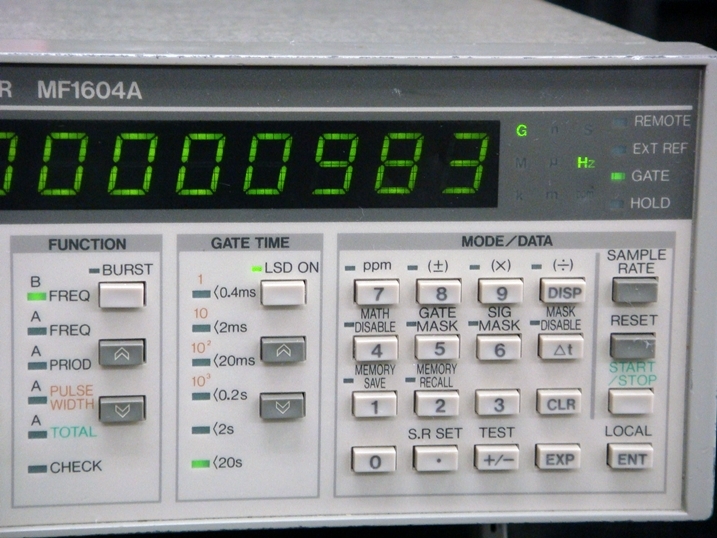 R MF1604A
0000983
G n S
M µ Hz
k m
REMOTE
EXT REF
GATE
HOLD
FUNCTION
BURST
B FREQ
A FREQ
A PRIOD
A PULSE WIDTH
A TOTAL
CHECK
GATE TIME
LSD ON
1 ⟨0.4ms
10 ⟨2ms
10² ⟨20ms
10³ ⟨0.2s
⟨2s
⟨20s
MODE/DATA
ppm (±) (×) (÷)
7 8 9 DISP
MATH DISABLE GATE MASK SIG MASK MASK DISABLE
4 5 6 Δt
MEMORY SAVE MEMORY RECALL
1 2 3 CLR
S.R SET TEST
0 · +/− EXP
SAMPLE
RATE
RESET
START
/STOP
LOCAL
ENT